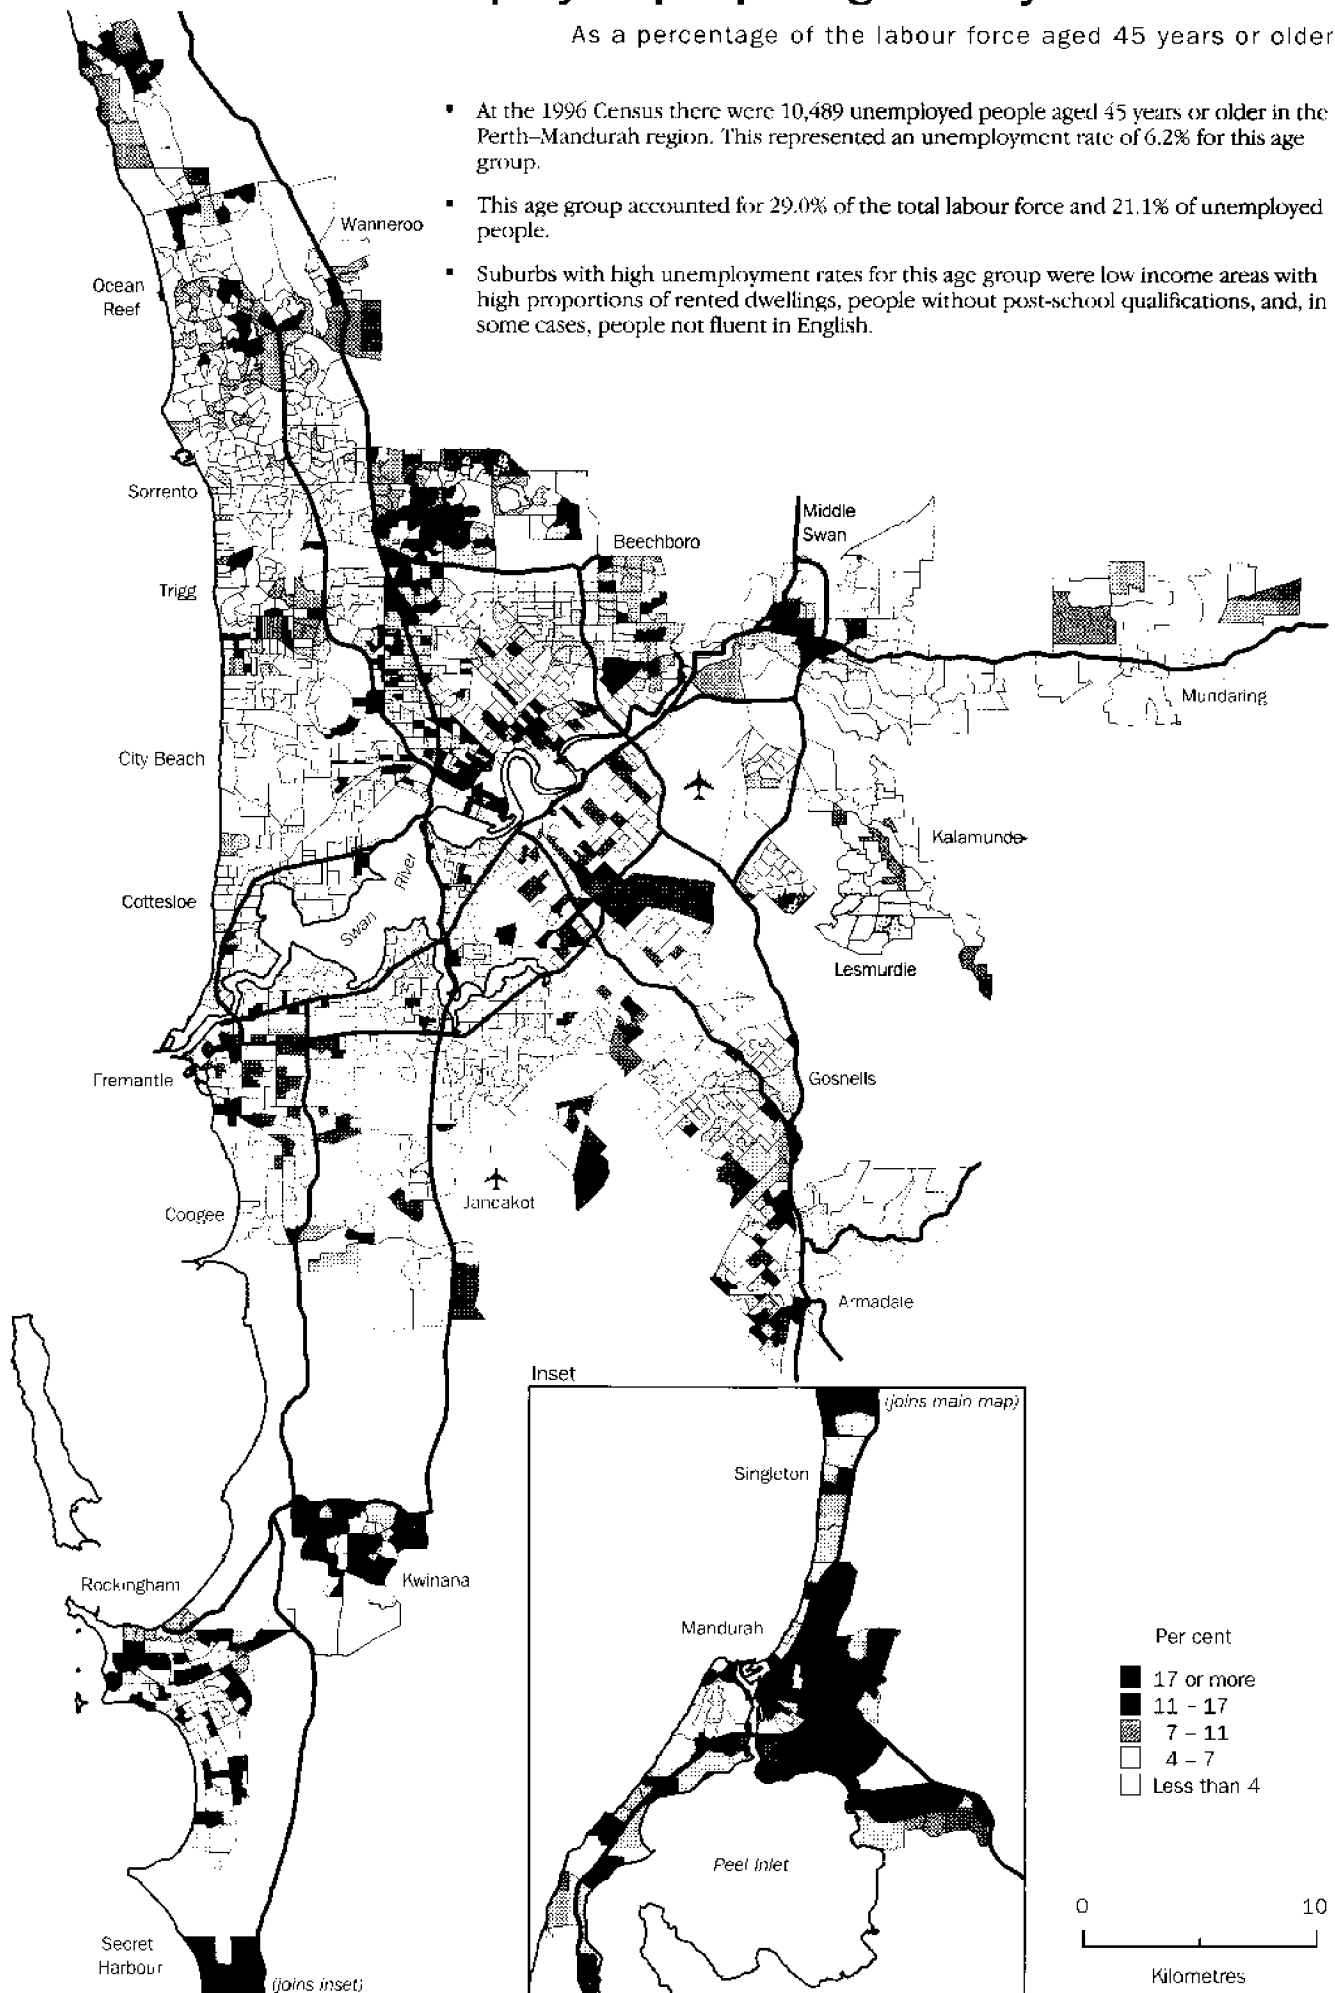 As a percentage of the labour force aged 45 years or older
▪ At the 1996 Census there were 10,489 unemployed people aged 45 years or older in the
Perth–Mandurah region. This represented an unemployment rate of 6.2% for this age
group.
▪ This age group accounted for 29.0% of the total labour force and 21.1% of unemployed
people.
▪ Suburbs with high unemployment rates for this age group were low income areas with
high proportions of rented dwellings, people without post-school qualifications, and, in
some cases, people not fluent in English.
Wanneroo
Ocean
Reef
Sorrento
Middle
Swan
Beechboro
Trigg
Mundaring
City Beach
Kalamunda
River
Cottesloe
Swan
Lesmurdie
Fremantle
Gosnells
Jandakot
Coogee
Armadale
Inset
(joins main map)
Singleton
Rockingham
Kwinana
Mandurah
Per cent
17 or more
11 – 17
7 – 11
4 – 7
Less than 4
Peel Inlet
0 10
Kilometres
Secret
Harbour
(joins inset)